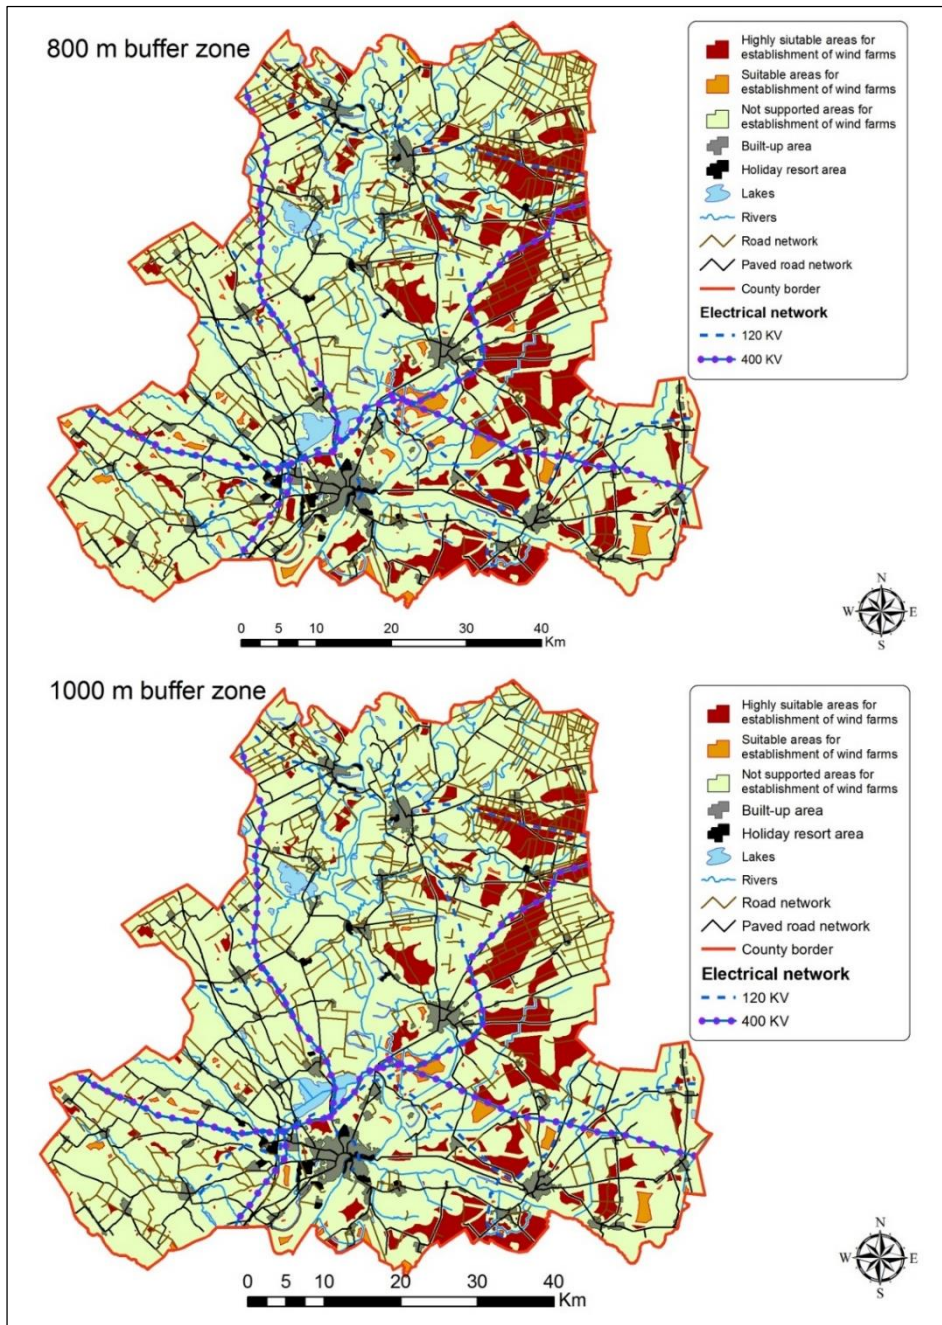 800 m buffer zone
Highly siutable areas for
establishment of wind farms
Suitable areas for
establishment of wind farms
Not supported areas for
establishment of wind farms
Built-up area
Holiday resort area
Lakes
Rivers
Road network
Paved road network
County border
Electrical network
120 KV
400 KV
N
W E
S
0 5 10 20 30 40
Km
1000 m buffer zone
Highly suitable areas for
establishment of wind farms
Suitable areas for
establishment of wind farms
Not supported areas for
establishment of wind farms
Built-up area
Holiday resort area
Lakes
Rivers
Road network
Paved road network
County border
Electrical network
120 KV
400 KV
N
W E
S
0 5 10 20 30 40
Km